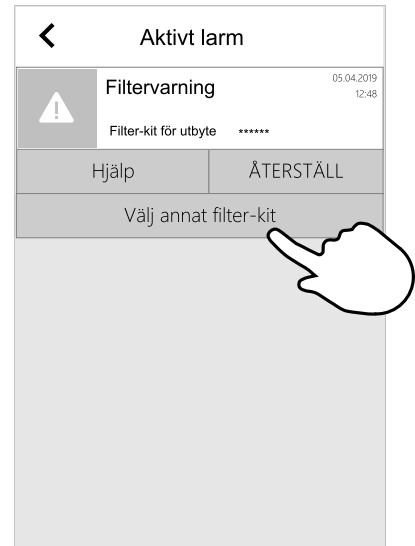 Aktivt larm
Filtervarning
05.04.2019
12:48
Filter-kit för utbyte ******
Hjälp
ÅTERSTÄLL
Välj annat filter-kit